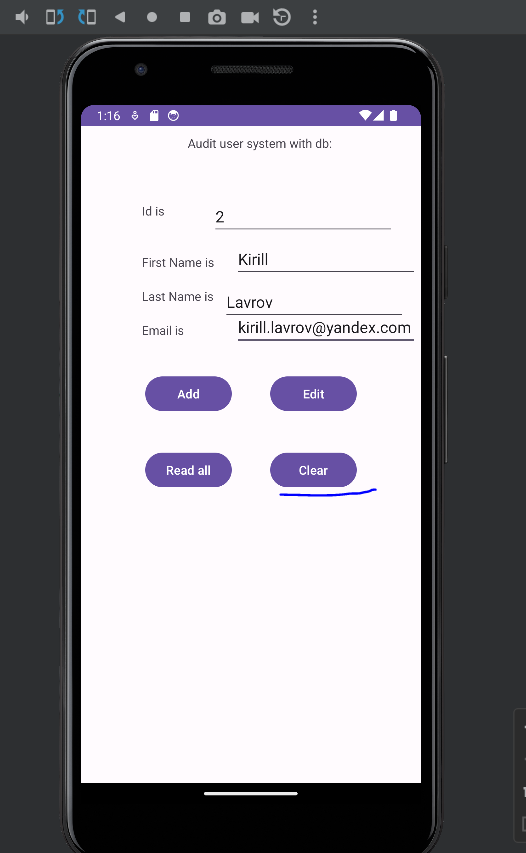 1:16
Audit user system with db:
Id is 2
First Name is Kirill
Last Name is Lavrov
Email is kirill.lavrov@yandex.com
Add Edit
Read all Clear